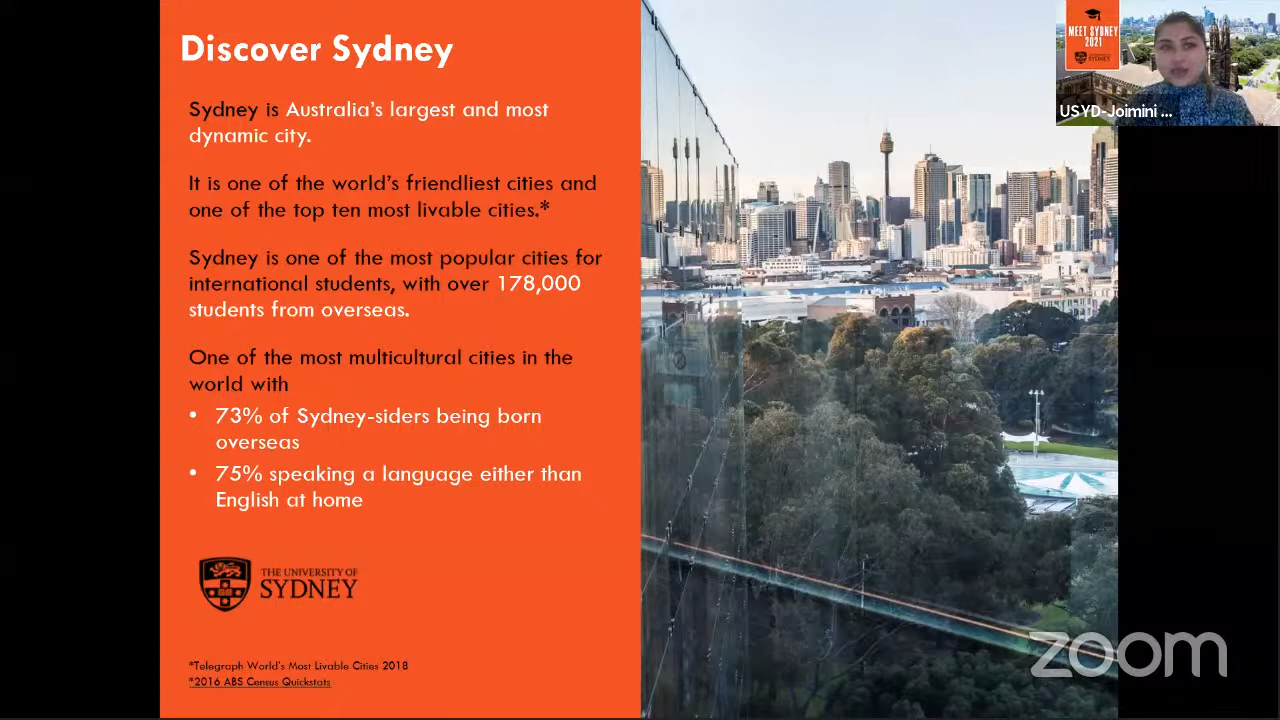 Discover Sydney
Sydney is Australia's largest and most
dynamic city.
It is one of the world's friendliest cities and
one of the top ten most livable cities.*
Sydney is one of the most popular cities for
international students, with over 178,000
students from overseas.
One of the most multicultural cities in the
world with
• 73% of Sydney-siders being born
overseas
• 75% speaking a language either than
English at home
THE UNIVERSITY OF
SYDNEY
*Telegraph World's Most Livable Cities 2018
*2016 ABS Census Quickstats
MEET SYDNEY
2021
SYDNEY
USYD-Joimini ...
zoom